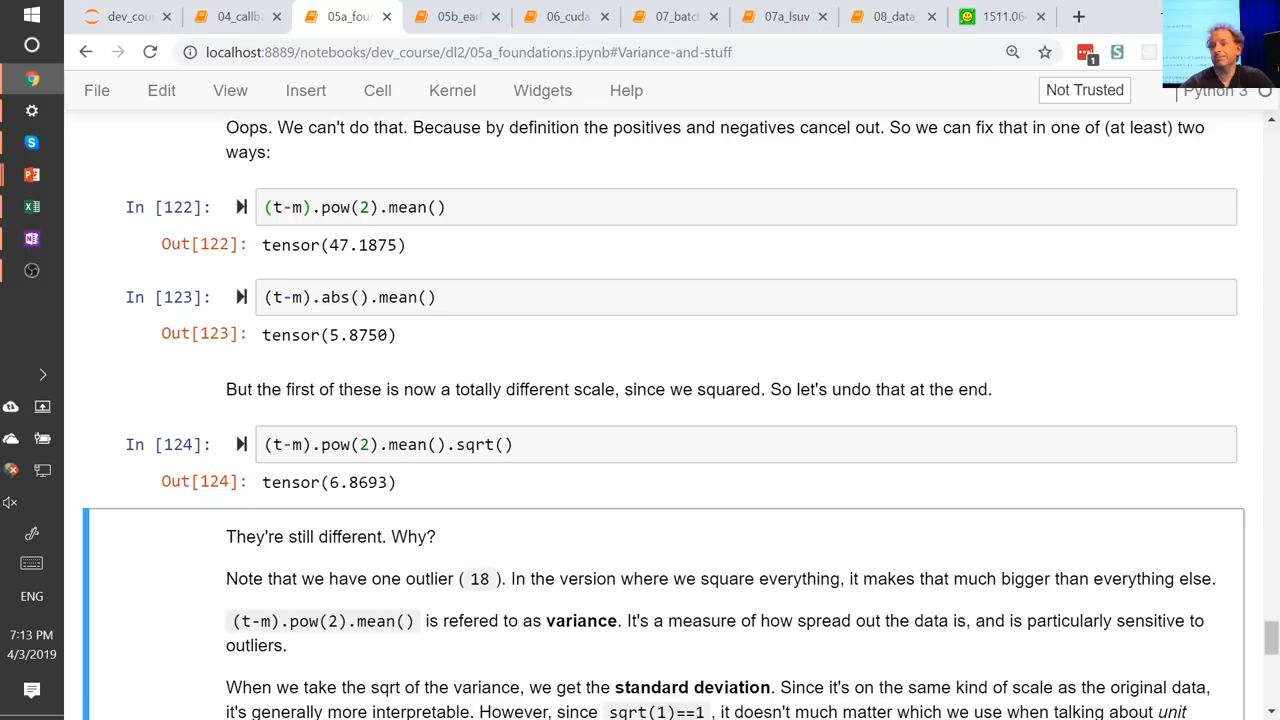 dev_cour
04_callba
05a_four
05b_earl
06_cuda
07_batch
07a_lsuv
08_data_
1511.06
localhost:8889/notebooks/dev_course/dl2/05a_foundations.ipynb#Variance-and-stuff
1
File Edit View Insert Cell Kernel Widgets Help Not Trusted Python 3
Oops. We can't do that. Because by definition the positives and negatives cancel out. So we can fix that in one of (at least) two
ways:
In [122]: (t-m).pow(2).mean()
Out[122]: tensor(47.1875)
In [123]: (t-m).abs().mean()
Out[123]: tensor(5.8750)
But the first of these is now a totally different scale, since we squared. So let's undo that at the end.
In [124]: (t-m).pow(2).mean().sqrt()
Out[124]: tensor(6.8693)
They're still different. Why?
Note that we have one outlier ( 18 ). In the version where we square everything, it makes that much bigger than everything else.
(t-m).pow(2).mean() is refered to as variance. It's a measure of how spread out the data is, and is particularly sensitive to
outliers.
When we take the sqrt of the variance, we get the standard deviation. Since it's on the same kind of scale as the original data,
it's generally more interpretable. However, since sqrt(1)==1 , it doesn't much matter which we use when talking about unit
ENG
7:13 PM
4/3/2019